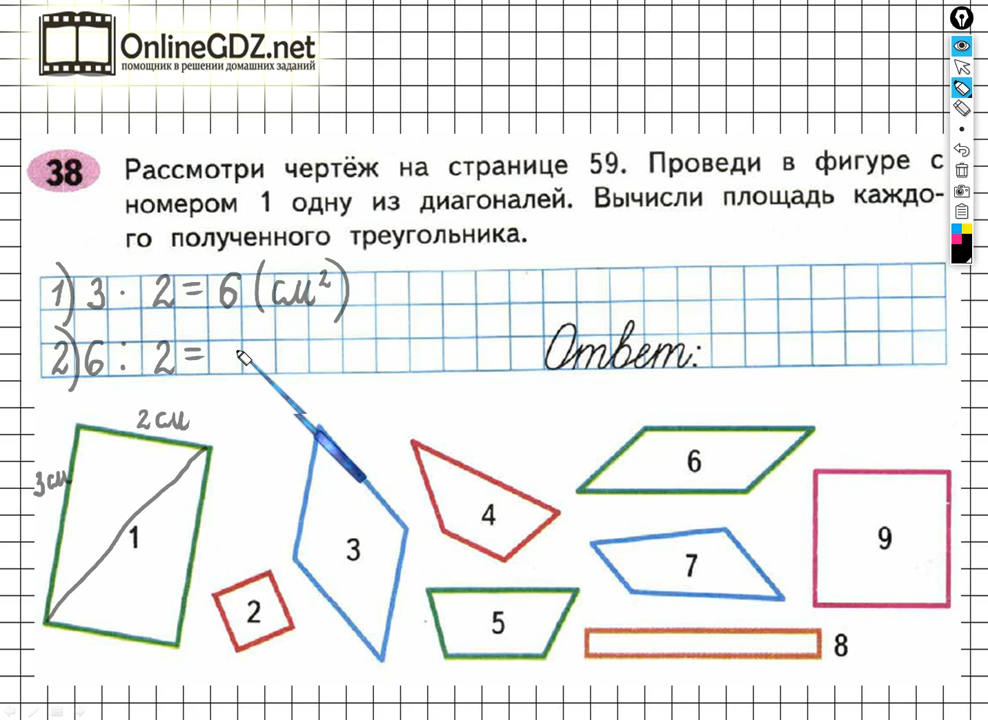 OnlineGDZ.net
помощник в решении домашних заданий
38 Рассмотри чертёж на странице 59. Проведи в фигуре с
номером 1 одну из диагоналей. Вычисли площадь каждо-
го полученного треугольника.
1) 3 · 2 = 6 (см²)
2) 6 : 2 =
Ответ:
2 см
3 см
1
2
3
4
5
6
7
8
9